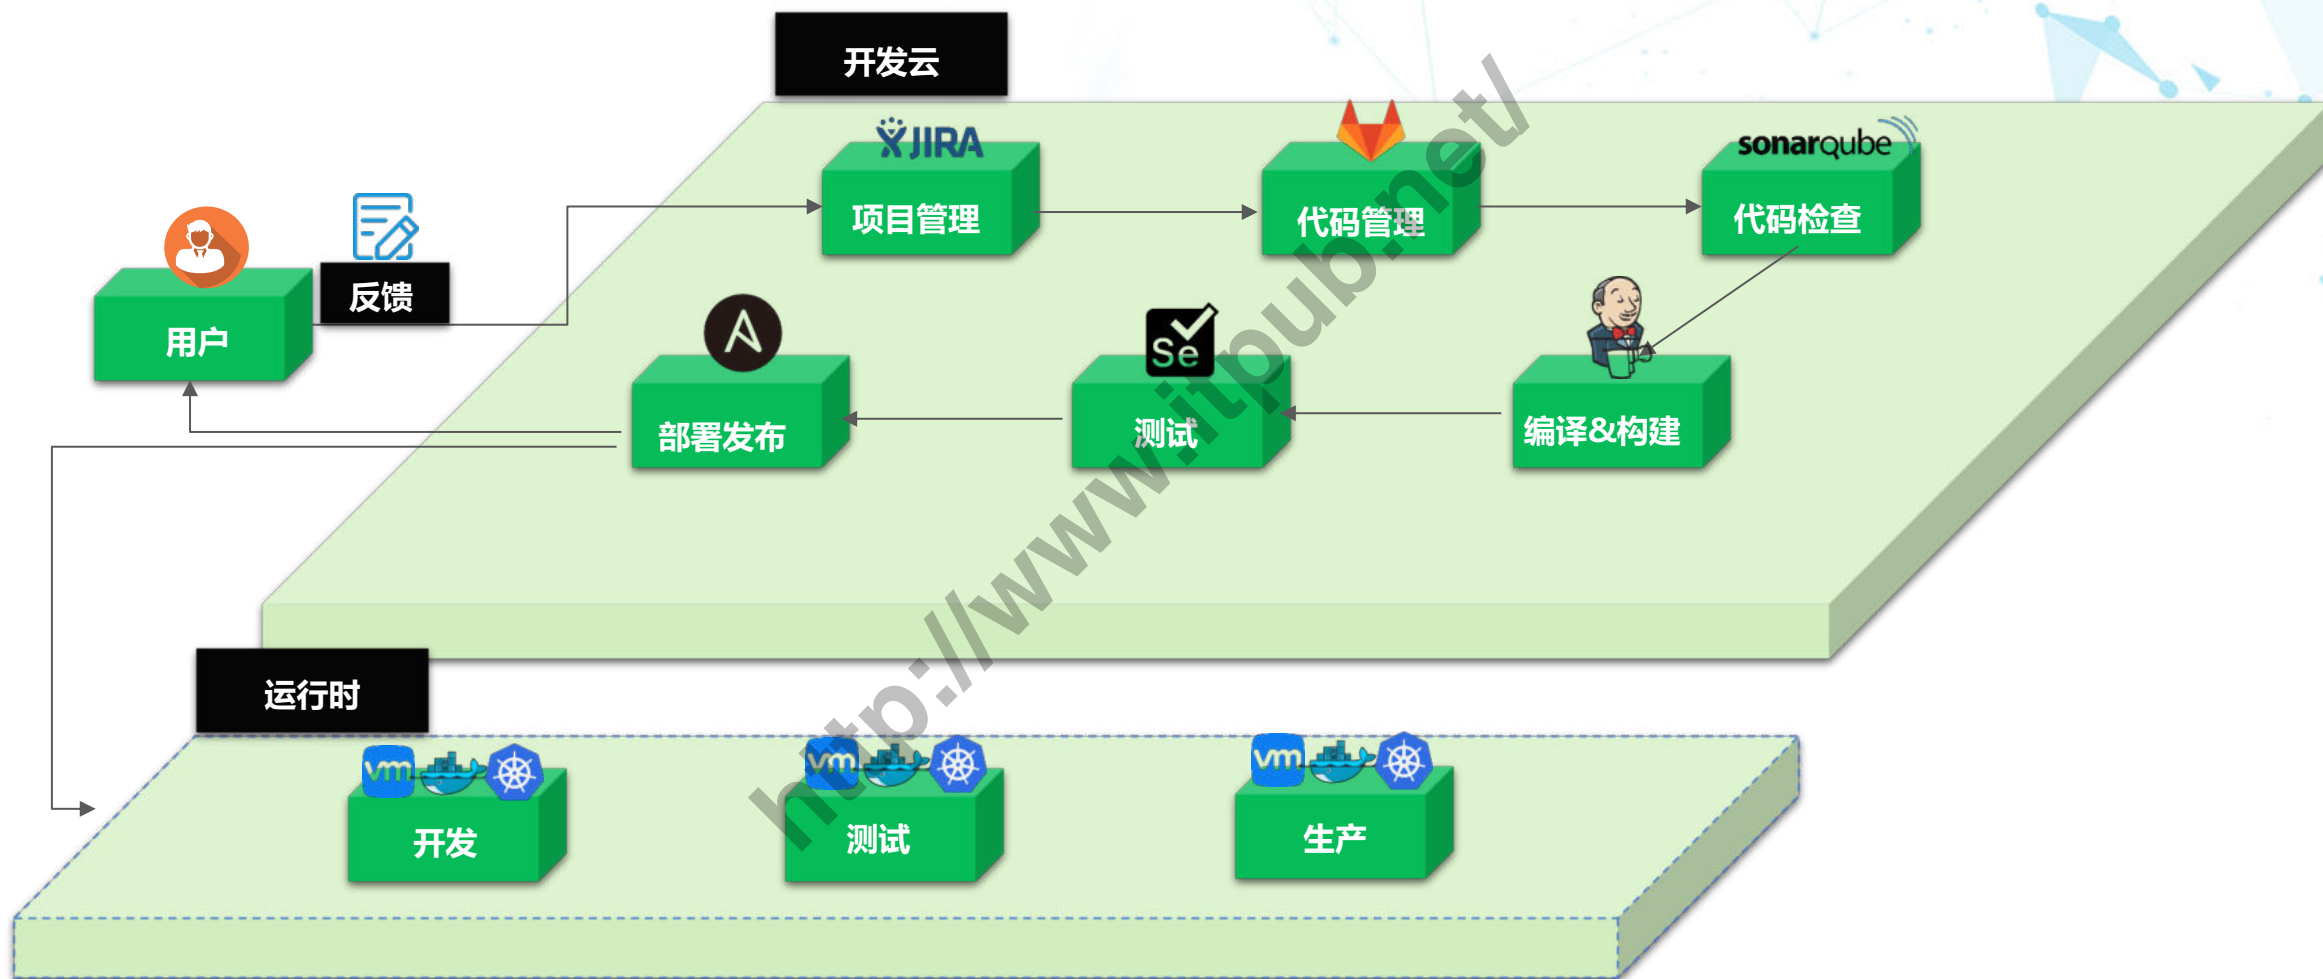 开发云
JIRA
项目管理
代码管理
sonarqube
代码检查
反馈
用户
部署发布
Se
测试
编译&构建
运行时
vm
开发
vm
测试
vm
生产
http://www.itpub.net/